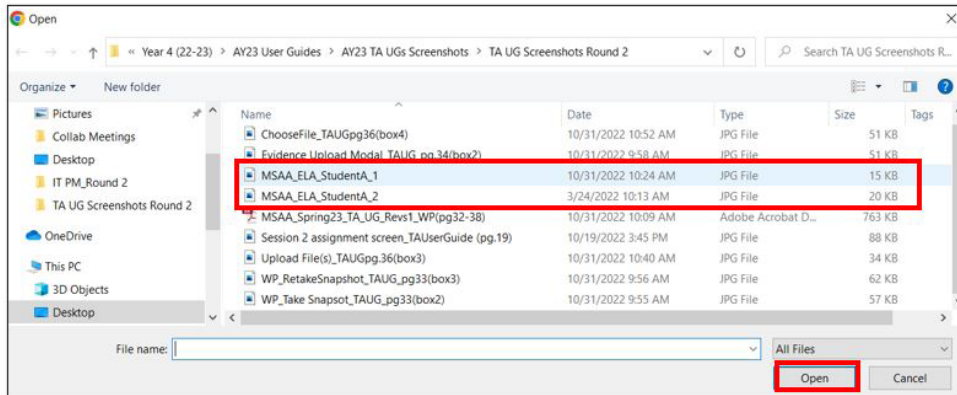 Open
« Year 4 (22-23) > AY23 User Guides > AY23 TA UGs Screenshots > TA UG Screenshots Round 2
Search TA UG Screenshots R...
Organize
New folder
Pictures
Collab Meetings
Desktop
IT PM_Round 2
TA UG Screenshots Round 2
OneDrive
This PC
3D Objects
Desktop
Name Date Type Size Tags
ChooseFile_TAUGpg36(box4) 10/31/2022 10:52 AM JPG File 51 KB
Evidence Upload Modal_TAUG_pg.34(box2) 10/31/2022 9:58 AM JPG File 51 KB
MSAA_ELA_StudentA_1 10/31/2022 10:24 AM JPG File 15 KB
MSAA_ELA_StudentA_2 3/24/2022 10:13 AM JPG File 20 KB
MSAA_Spring23_TA_UG_Revs1_WP(pg32-38) 10/31/2022 10:09 AM Adobe Acrobat D... 763 KB
Session 2 assignment screen_TAUserGuide (pg.19) 10/19/2022 3:45 PM JPG File 88 KB
Upload File(s)_TAUGpg.36(box3) 10/31/2022 10:40 AM JPG File 34 KB
WP_RetakeSnapshot_TAUG_pg33(box3) 10/31/2022 9:56 AM JPG File 62 KB
WP_Take Snapsot_TAUG_pg33(box2) 10/31/2022 9:55 AM JPG File 57 KB
File name:
All Files
Open
Cancel